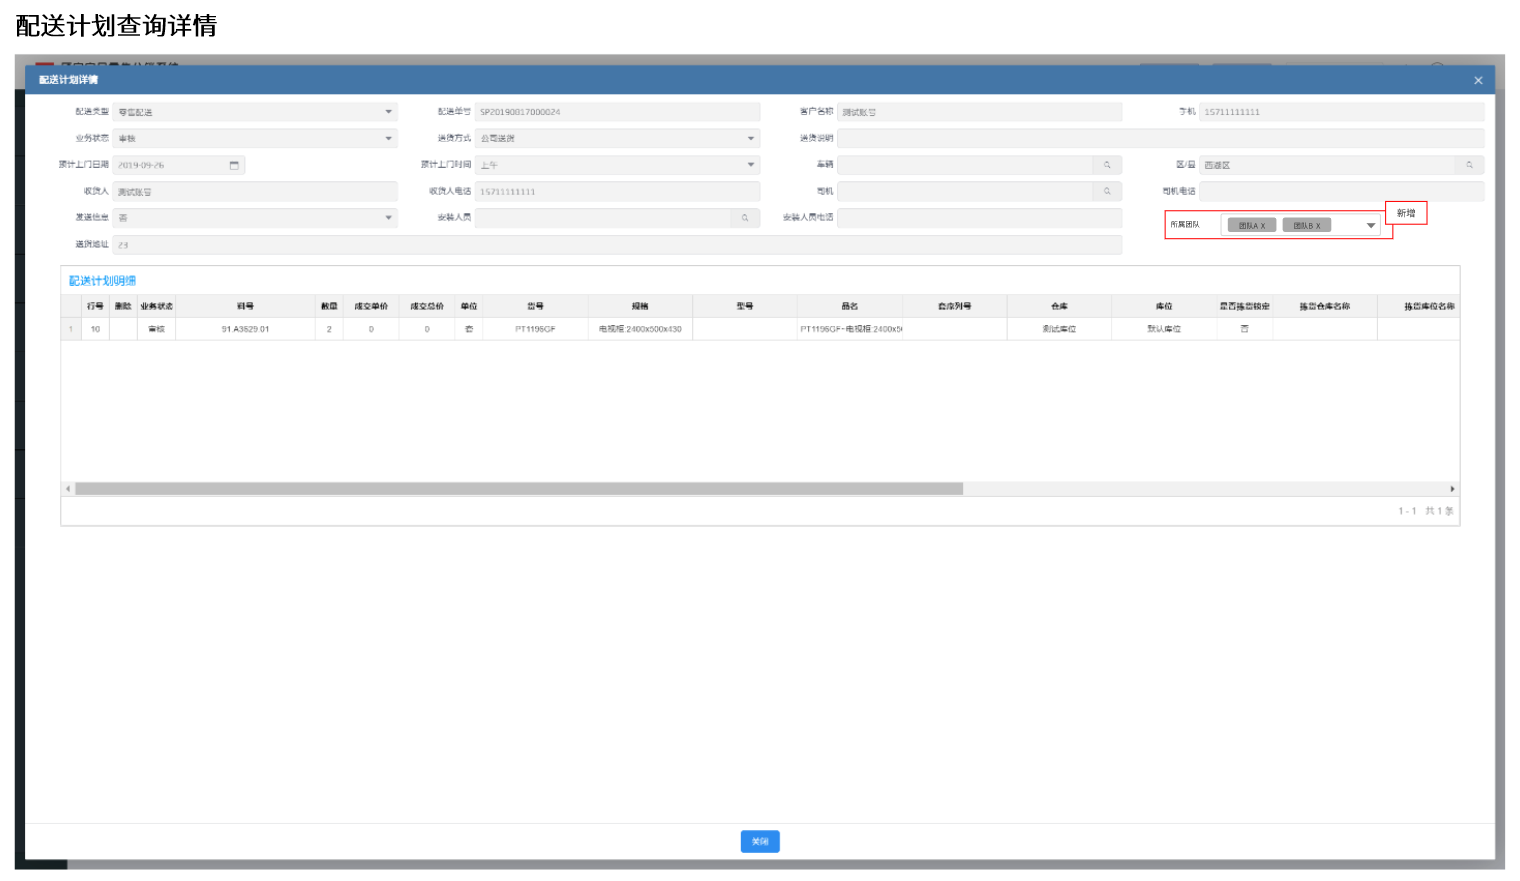 配送计划查询详情
配送计划详情
配送类型 零售配送 配送单号 SP20190817000024 客户名称 测试账号 手机 15711111111
业务状态 审核 送货方式 公司送货 送货说明
预计上门日期 2019-09-26 预计上门时间 上午 车辆 区/县 西湖区
收货人 测试账号 收货人电话 15711111111 司机 司机电话
发送信息 否 安装人员 安装人员电话 所属团队 团队A X 团队B X 新增
送货地址 23
配送计划明细
行号 删除 业务状态 料号 数量 成交单价 成交总价 单位 货号 规格 型号 品名 套序列号 仓库 库位 是否拣货锁定 拣货仓库名称 拣货库位名称
1 10 审核 91.A3629.01 2 0 0 套 PT1196GF 电视柜:2400x500x430 PT1196GF-电视柜:2400x5 测试库位 默认库位 否
1 - 1 共 1 条
关闭